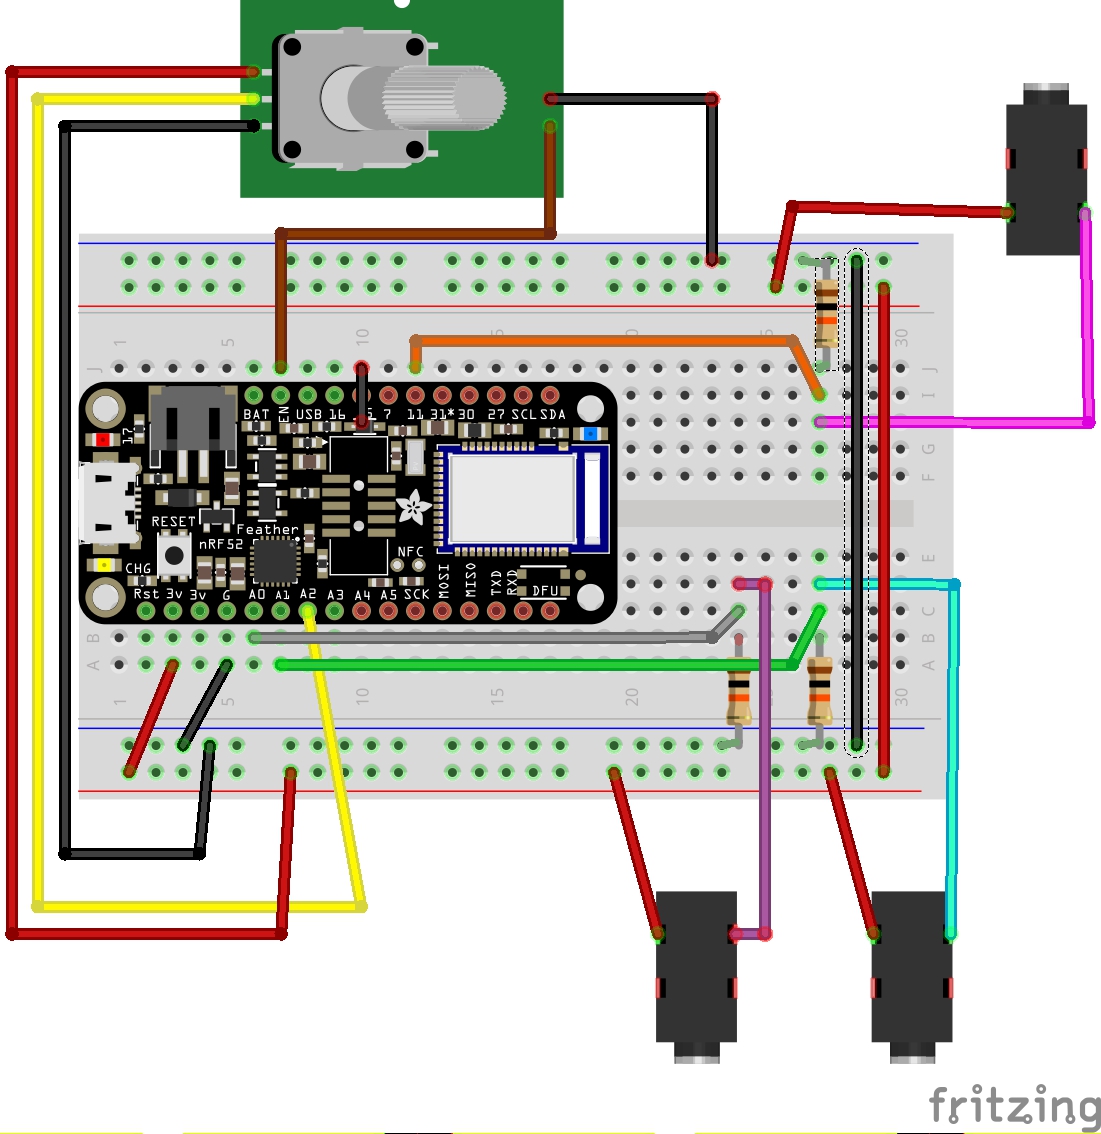 1
5
10
15
20
25
30
J
J
I
H
G
F
BAT
EN
USB
16
15
7
11
31*
30
27
SCL
SDA
17
RESET
nRF52
Feather
CHG
NFC
MOSI
MISO
TXD
RXD
DFU
E
D
C
Rst
3v
3v
G
A0
A1
A2
A3
A4
A5
SCK
B
B
A
A
1
5
10
15
20
25
30
fritzing